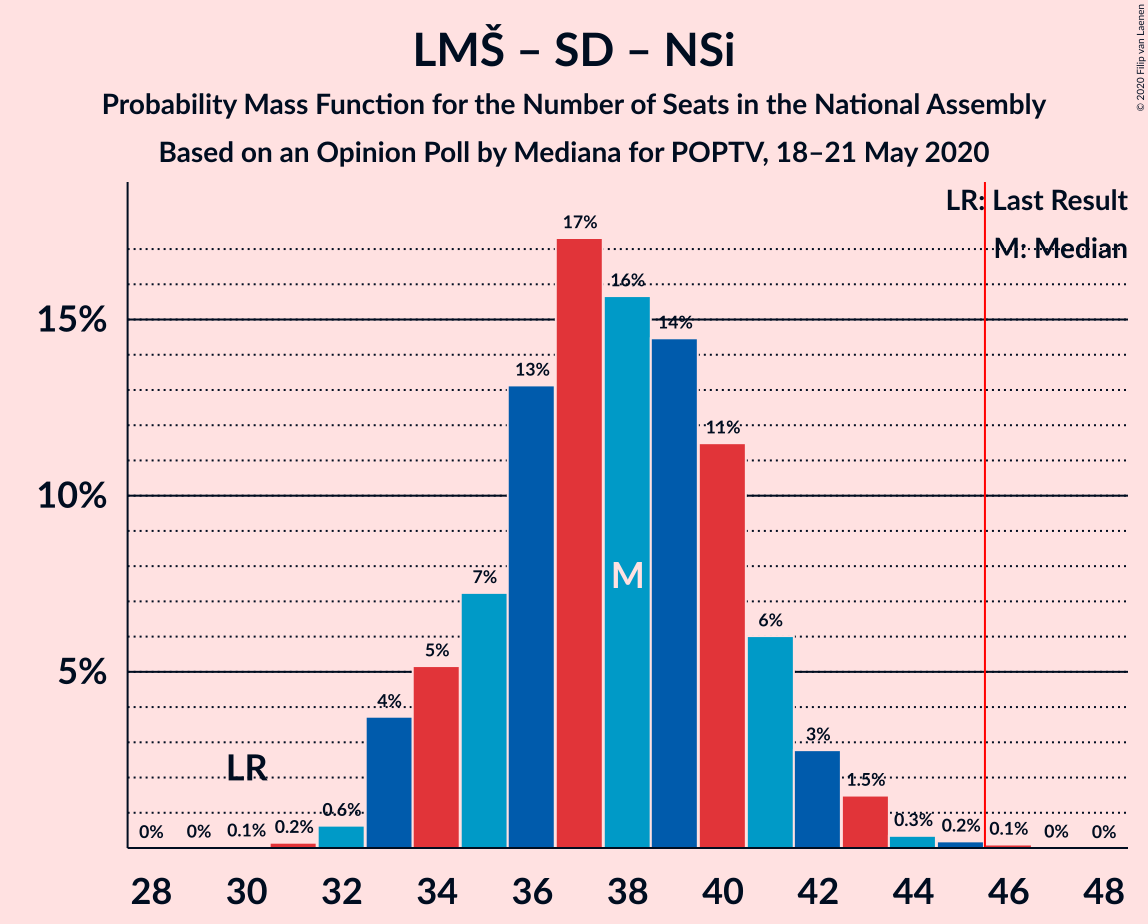 LMŠ – SD – NSi
Probability Mass Function for the Number of Seats in the National Assembly
Based on an Opinion Poll by Mediana for POPTV, 18–21 May 2020
© 2020 Filip van Laenen
LR: Last Result
M: Median
15%
10%
5%
0%
0%
0.1%
0.2%
0.6%
4%
5%
7%
13%
17%
16%
14%
11%
6%
3%
1.5%
0.3%
0.2%
0.1%
0%
0%
LR
M
28 30 32 34 36 38 40 42 44 46 48